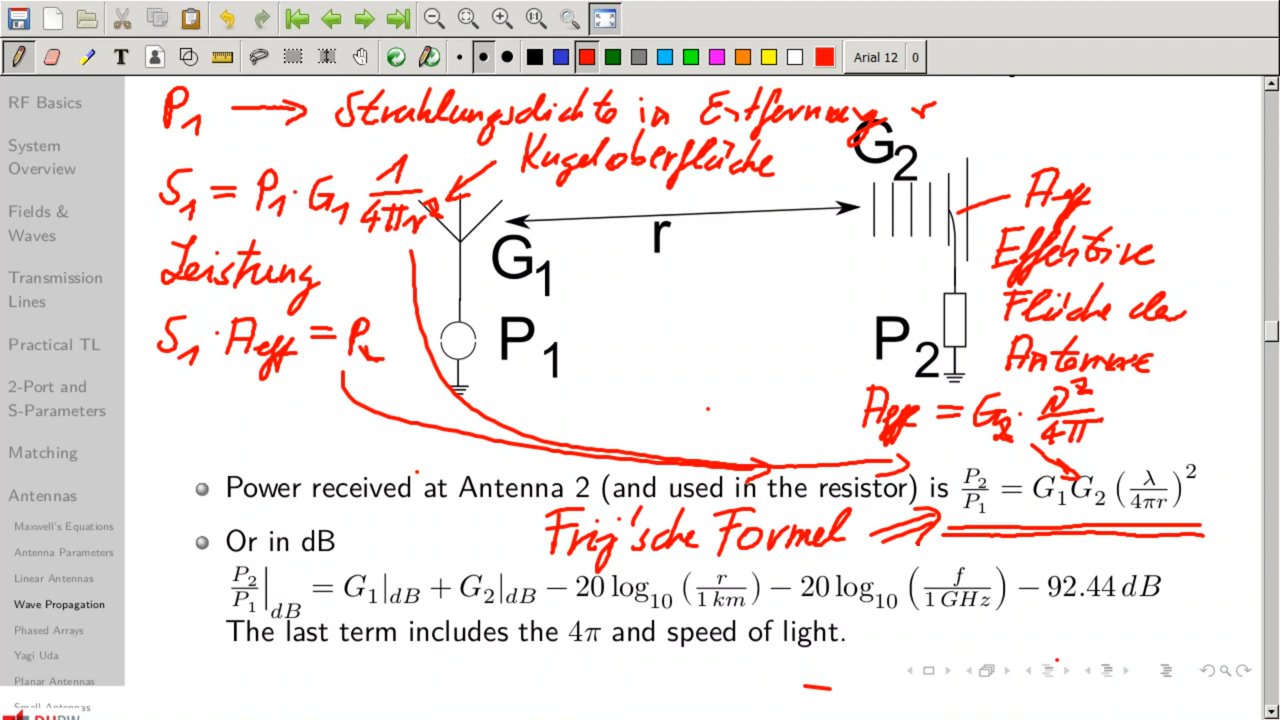 Arial 12 0
RF Basics
System
Overview
Fields &
Waves
Transmission
Lines
Practical TL
2-Port and
S-Parameters
Matching
Antennas
Maxwell's Equations
Antenna Parameters
Linear Antennas
Wave Propagation
Phased Arrays
Yagi Uda
Planar Antennas
Small Antennas
P₁ → Strahlungsdichte in Entfernung r
Kugeloberfläche
S₁ = P₁ · G₁ 1/(4πr²)
Leistung
S₁ · Aeff = P₂
G₁
P₁
r
G₂
P₂
Aeff
Effektive
Fläche der
Antenne
Aeff = G₂ · λ²/4π
Power received at Antenna 2 (and used in the resistor) is P₂/P₁ = G₁G₂ (λ/4πr)²
Friis'sche Formel ⇒
Or in dB
P₂/P₁|dB = G₁|dB + G₂|dB − 20 log₁₀ (r/1 km) − 20 log₁₀ (f/1 GHz) − 92.44 dB
The last term includes the 4π and speed of light.